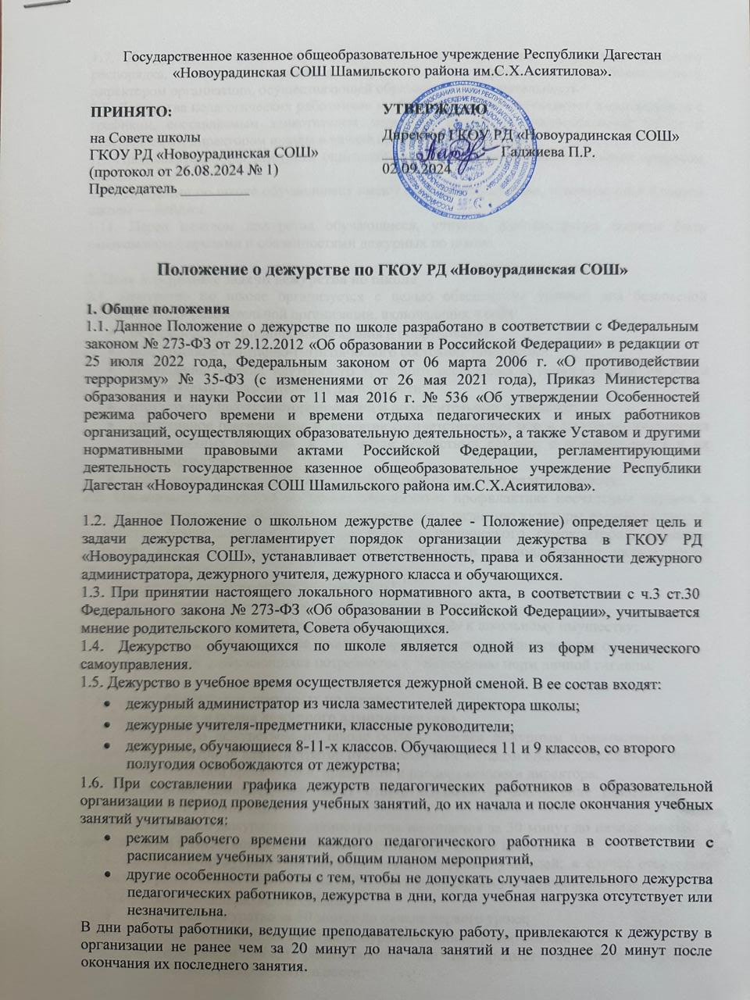 Государственное казенное общеобразовательное учреждение Республики Дагестан
«Новоурадинская СОШ Шамильского района им.С.Х.Асиятилова».
ПРИНЯТО:
на Совете школы
ГКОУ РД «Новоурадинская СОШ»
(протокол от 26.08.2024 № 1)
Председатель __________
УТВЕРЖДАЮ
Директор ГКОУ РД «Новоурадинская СОШ»
________________ Гаджиева П.Р.
02.09.2024
Положение о дежурстве по ГКОУ РД «Новоурадинская СОШ»
1. Общие положения
1.1. Данное Положение о дежурстве по школе разработано в соответствии с Федеральным
законом № 273-ФЗ от 29.12.2012 «Об образовании в Российской Федерации» в редакции от
25 июля 2022 года, Федеральным законом от 06 марта 2006 г. «О противодействии
терроризму» № 35-ФЗ (с изменениями от 26 мая 2021 года), Приказ Министерства
образования и науки России от 11 мая 2016 г. № 536 «Об утверждении Особенностей
режима рабочего времени и времени отдыха педагогических и иных работников
организаций, осуществляющих образовательную деятельность», а также Уставом и другими
нормативными правовыми актами Российской Федерации, регламентирующими
деятельность государственное казенное общеобразовательное учреждение Республики
Дагестан «Новоурадинская СОШ Шамильского района им.С.Х.Асиятилова».
1.2. Данное Положение о школьном дежурстве (далее - Положение) определяет цель и
задачи дежурства, регламентирует порядок организации дежурства в ГКОУ РД
«Новоурадинская СОШ», устанавливает ответственность, права и обязанности дежурного
администратора, дежурного учителя, дежурного класса и обучающихся.
1.3. При принятии настоящего локального нормативного акта, в соответствии с ч.3 ст.30
Федерального закона № 273-ФЗ «Об образовании в Российской Федерации», учитывается
мнение родительского комитета, Совета обучающихся.
1.4. Дежурство обучающихся по школе является одной из форм ученического
самоуправления.
1.5. Дежурство в учебное время осуществляется дежурной сменой. В ее состав входят:
• дежурный администратор из числа заместителей директора школы;
• дежурные учителя-предметники, классные руководители;
• дежурные, обучающиеся 8-11-х классов. Обучающиеся 11 и 9 классов, со второго
полугодия освобождаются от дежурства;
1.6. При составлении графика дежурств педагогических работников в образовательной
организации в период проведения учебных занятий, до их начала и после окончания учебных
занятий учитываются:
• режим рабочего времени каждого педагогического работника в соответствии с
расписанием учебных занятий, общим планом мероприятий,
• другие особенности работы с тем, чтобы не допускать случаев длительного дежурства
педагогических работников, дежурства в дни, когда учебная нагрузка отсутствует или
незначительна.
В дни работы работники, ведущие преподавательскую работу, привлекаются к дежурству в
организации не ранее чем за 20 минут до начала занятий и не позднее 20 минут после
окончания их последнего занятия.